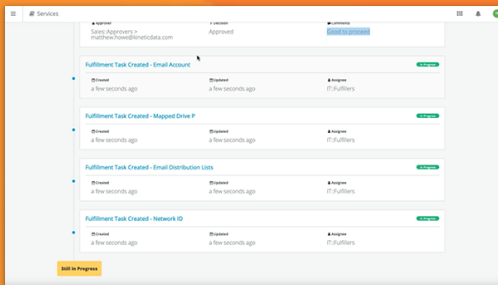 Services
Approver Decision Comments
Sales::Approvers > Approved Good to proceed
matthew.howe@kineticdata.com
Fulfillment Task Created - Email Account In Progress
Created Updated Assignee
a few seconds ago a few seconds ago IT::Fulfillers
Fulfillment Task Created - Mapped Drive P In Progress
Created Updated Assignee
a few seconds ago a few seconds ago IT::Fulfillers
Fulfillment Task Created - Email Distribution Lists In Progress
Created Updated Assignee
a few seconds ago a few seconds ago IT::Fulfillers
Fulfillment Task Created - Network ID In Progress
Created Updated Assignee
a few seconds ago a few seconds ago IT::Fulfillers
Still In Progress